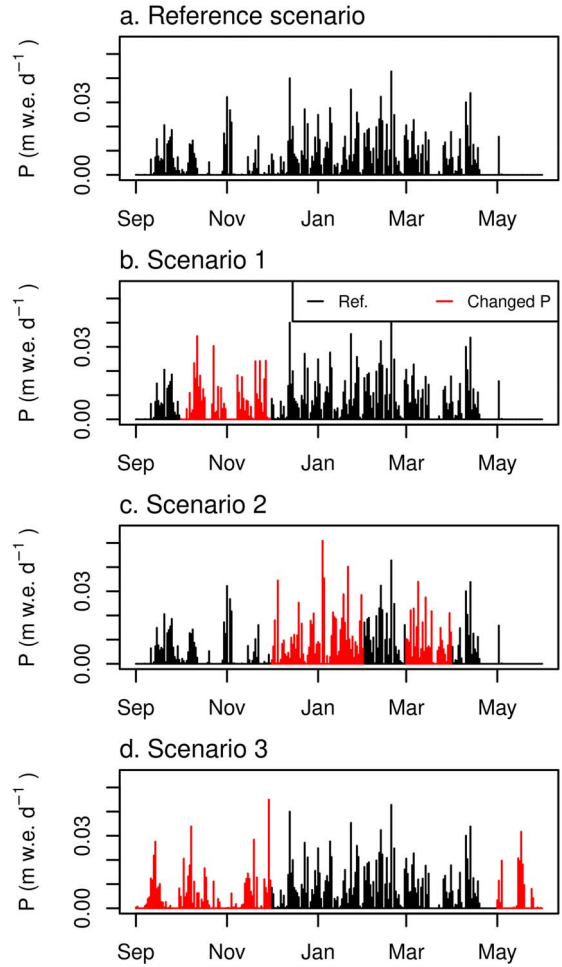 a. Reference scenario
P (m w.e. d⁻¹ )
0.03
0.00
Sep Nov Jan Mar May
b. Scenario 1
Ref. Changed P
P (m w.e. d⁻¹ )
0.03
0.00
Sep Nov Jan Mar May
c. Scenario 2
P (m w.e. d⁻¹ )
0.03
0.00
Sep Nov Jan Mar May
d. Scenario 3
P (m w.e. d⁻¹ )
0.03
0.00
Sep Nov Jan Mar May